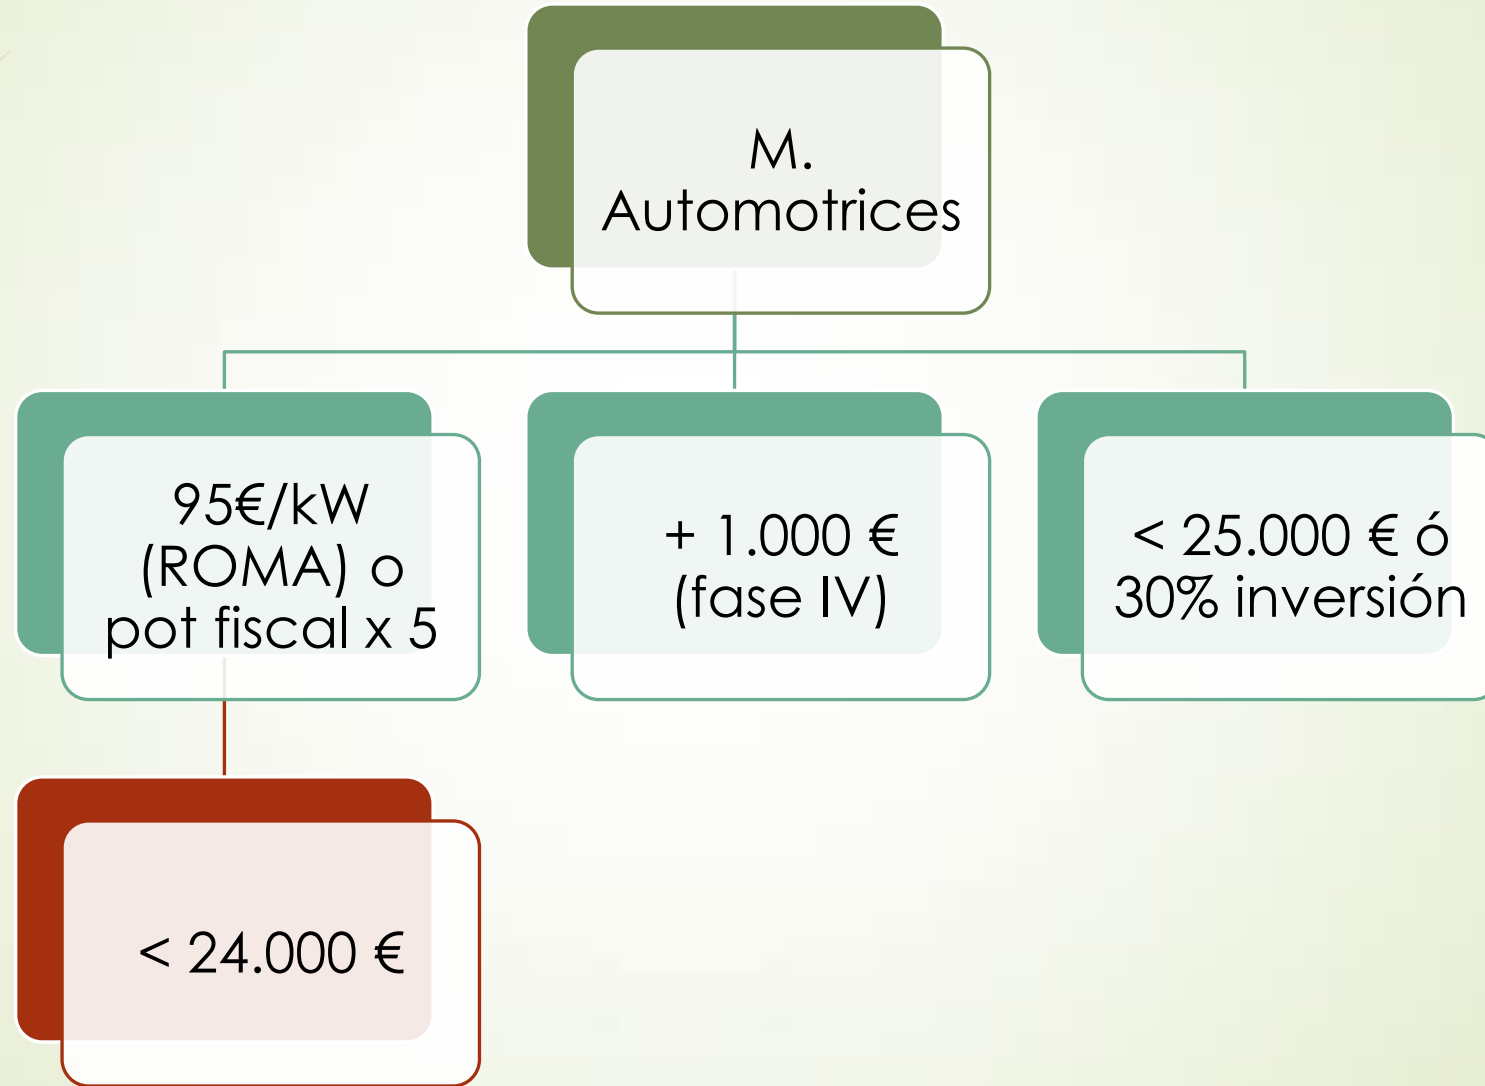 M.
Automotrices
95€/kW
(ROMA) o
pot fiscal x 5
+ 1.000 €
(fase IV)
< 25.000 € ó
30% inversión
< 24.000 €